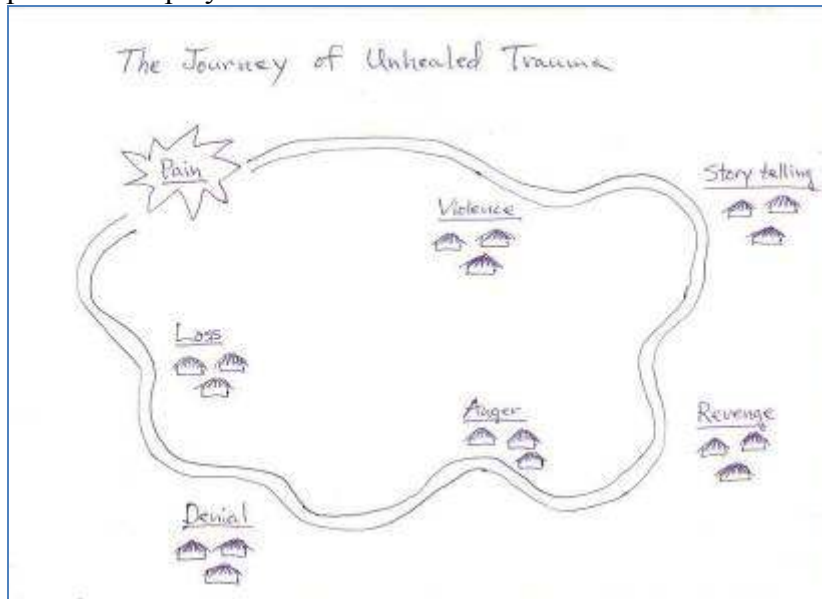 The Journey of Unhealed Trauma
Pain
Story telling
Violence
Loss
Anger
Revenge
Denial